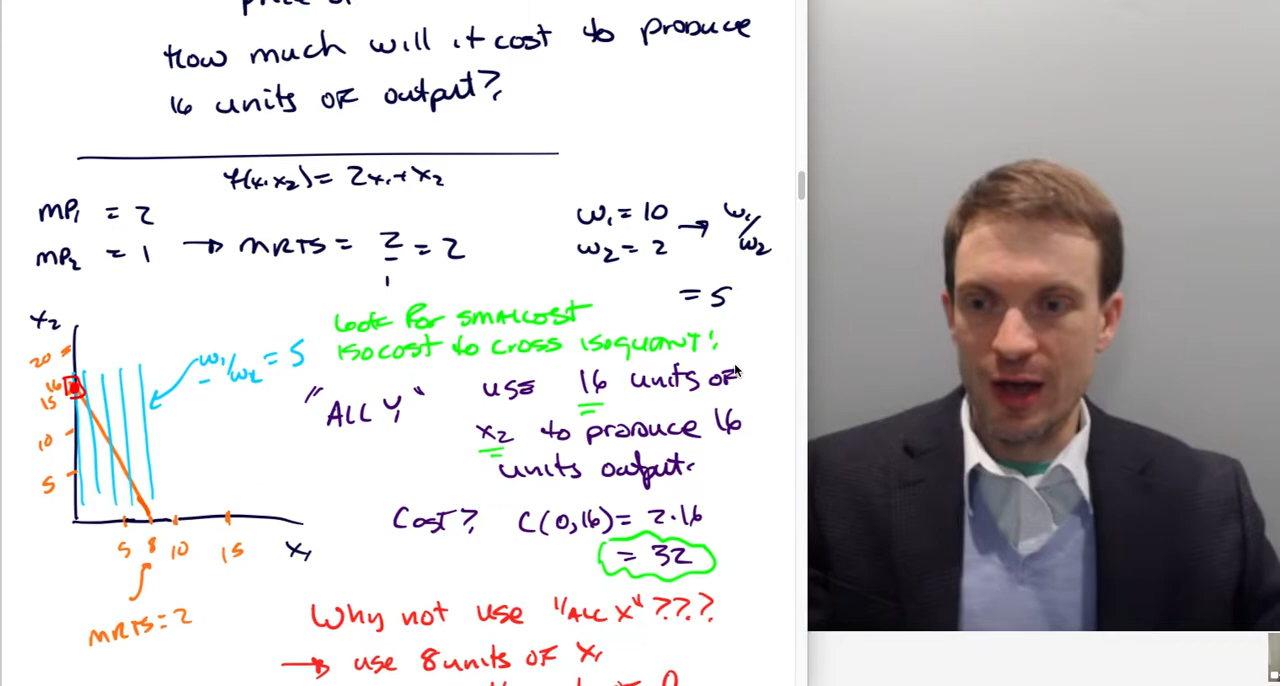 price of
How much will it cost to produce
16 units of output?
f(x₁x₂) = 2x₁+x₂
MP₁ = 2
MP₂ = 1
→ MRTS = 2/1 = 2
w₁ = 10
w₂ = 2
→ w₁/w₂
= 5
x₂
20
16
15
10
5
w₁/w₂ = 5
5 8 10 15
x₁
MRTS = 2
look for smallcost
isocost to cross isoquant!
"ALL Y"
use 16 units of
x₂ to produce 16
units output.
Cost? C(0,16) = 2·16
= 32
Why not use "ALL X"???
→ use 8 units of x₁